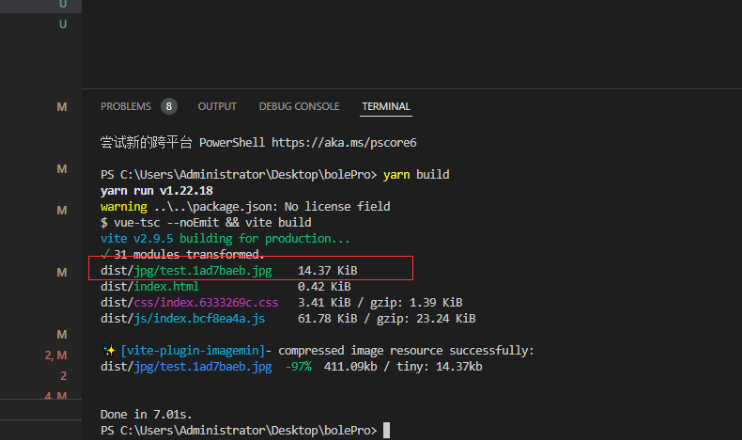 U
U
M
M
M
M
M
2, M
2
4, M
PROBLEMS 8 OUTPUT DEBUG CONSOLE TERMINAL
尝试新的跨平台 PowerShell https://aka.ms/pscore6
PS C:\Users\Administrator\Desktop\bolePro> yarn build
yarn run v1.22.18
warning ..\..\package.json: No license field
$ vue-tsc --noEmit && vite build
vite v2.9.5 building for production...
✓ 31 modules transformed.
dist/jpg/test.1ad7baeb.jpg 14.37 KiB
dist/index.html 0.42 KiB
dist/css/index.6333269c.css 3.41 KiB / gzip: 1.39 KiB
dist/js/index.bcf8ea4a.js 61.78 KiB / gzip: 23.24 KiB
✨ [vite-plugin-imagemin]- compressed image resource successfully:
dist/jpg/test.1ad7baeb.jpg -97% 411.09kb / tiny: 14.37kb
Done in 7.01s.
PS C:\Users\Administrator\Desktop\bolePro>